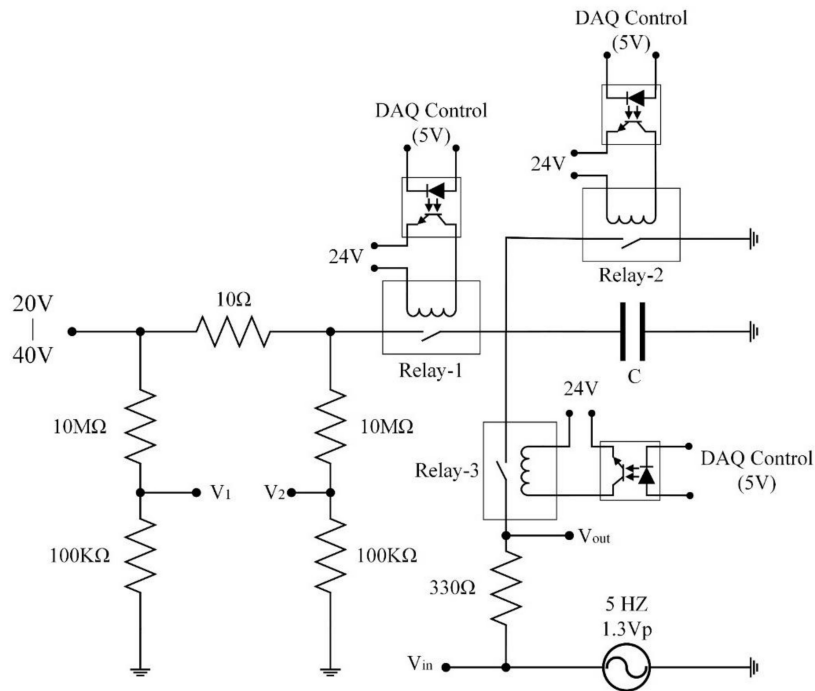 DAQ Control
(5V)
DAQ Control
(5V)
24V
24V
Relay-2
20V
40V
10Ω
Relay-1
C
10MΩ
10MΩ
24V
Relay-3
DAQ Control
(5V)
V1
V2
Vout
100KΩ
100KΩ
330Ω
5 HZ
1.3Vp
Vin